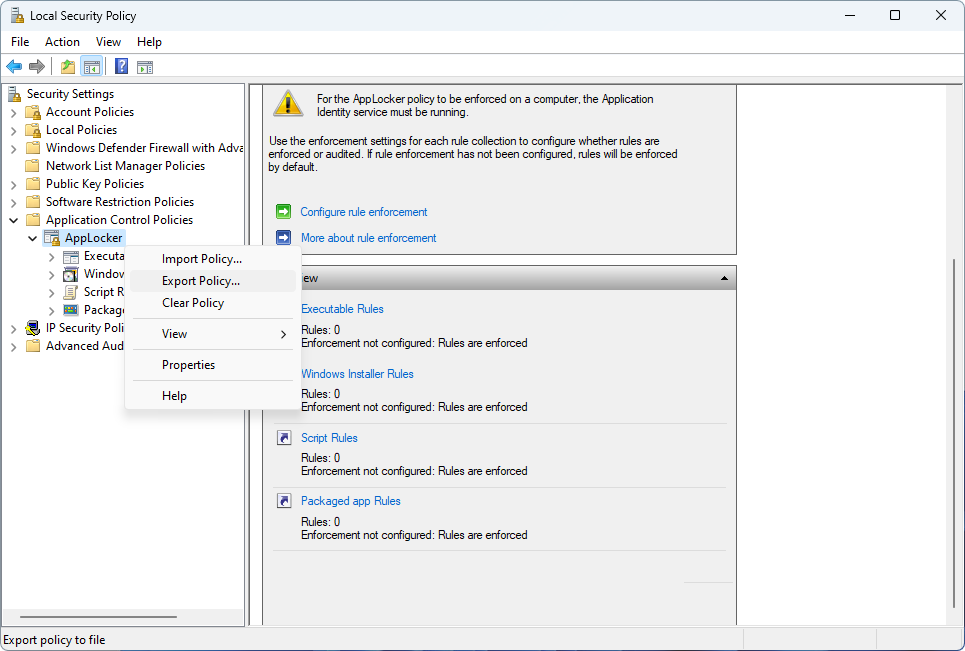 Local Security Policy
File Action View Help
Security Settings
Account Policies
Local Policies
Windows Defender Firewall with Adva
Network List Manager Policies
Public Key Policies
Software Restriction Policies
Application Control Policies
AppLocker
Executa
Window
Script R
Package
IP Security Poli
Advanced Aud
Import Policy...
Export Policy...
Clear Policy
View
Properties
Help
For the AppLocker policy to be enforced on a computer, the Application
Identity service must be running.
Use the enforcement settings for each rule collection to configure whether rules are
enforced or audited. If rule enforcement has not been configured, rules will be enforced
by default.
Configure rule enforcement
More about rule enforcement
ew
Executable Rules
Rules: 0
Enforcement not configured: Rules are enforced
Windows Installer Rules
Rules: 0
Enforcement not configured: Rules are enforced
Script Rules
Rules: 0
Enforcement not configured: Rules are enforced
Packaged app Rules
Rules: 0
Enforcement not configured: Rules are enforced
Export policy to file